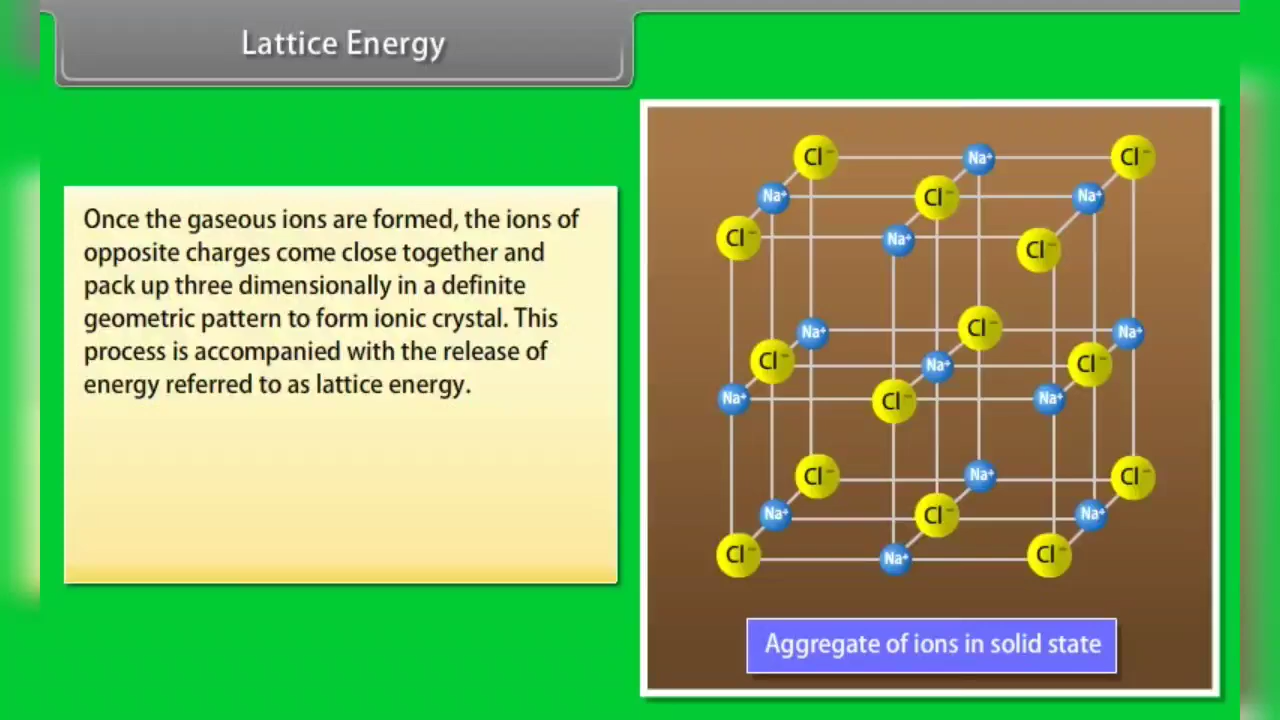 Lattice Energy
Once the gaseous ions are formed, the ions of
opposite charges come close together and
pack up three dimensionally in a definite
geometric pattern to form ionic crystal. This
process is accompanied with the release of
energy referred to as lattice energy.
Cl⁻ Na⁺ Cl⁻
Na⁺ Cl⁻ Na⁺
Cl⁻ Na⁺ Cl⁻
Na⁺ Cl⁻ Na⁺
Cl⁻ Na⁺ Cl⁻
Na⁺ Cl⁻ Na⁺
Cl⁻ Na⁺ Cl⁻
Na⁺ Cl⁻ Na⁺
Cl⁻ Na⁺ Cl⁻
Aggregate of ions in solid state